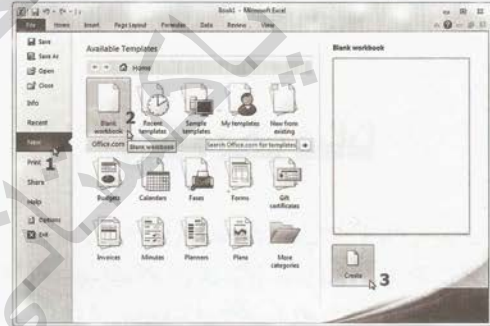 Book1 - Microsoft Excel
File Home Insert Page Layout Formulas Data Review View
Save
Save As
Open
Close
Info
Recent
New
1
Print
Share
Help
Options
Exit
Available Templates
Home
Blank workbook
2
Recent templates
Sample templates
My templates
New from existing
Office.com
Blank workbook
Search Office.com for templates
Budgets
Calendars
Faxes
Forms
Gift certificates
Invoices
Minutes
Planners
Plans
More categories
Blank workbook
Create
3